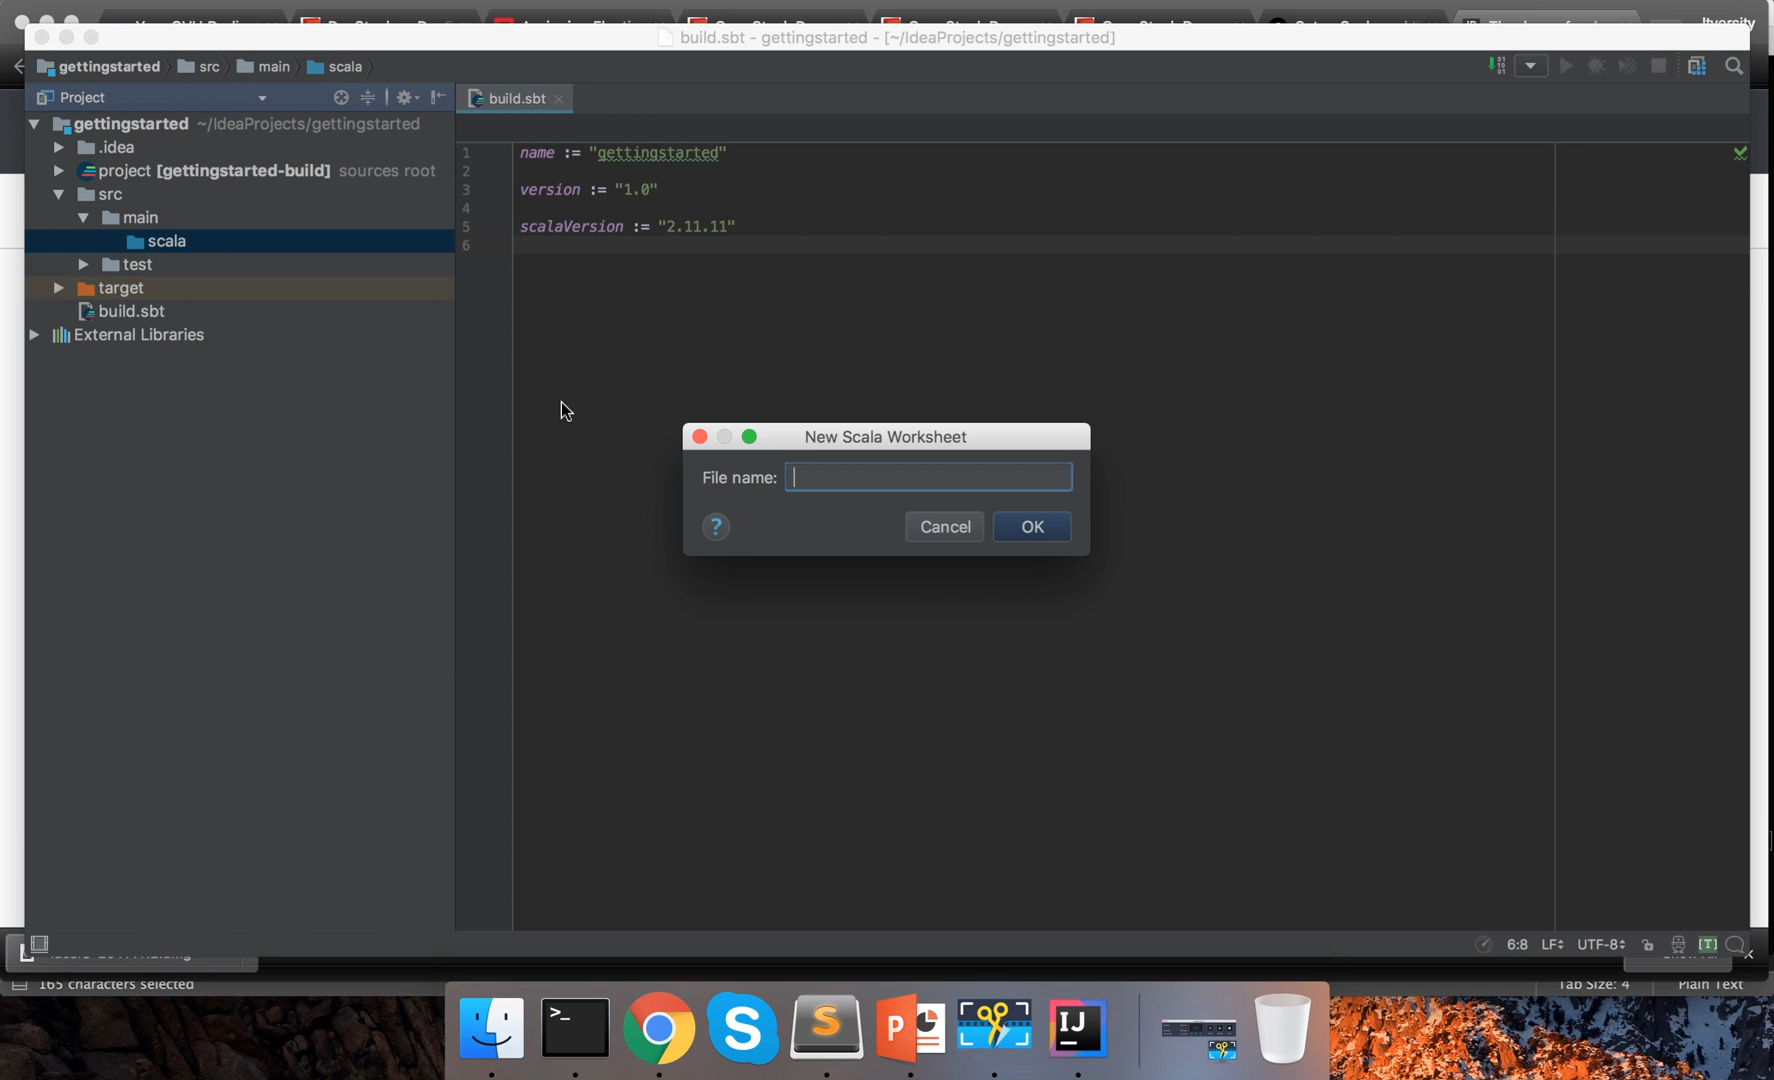 Itversity
build.sbt - gettingstarted - [~/IdeaProjects/gettingstarted]
gettingstarted src main scala
Project
build.sbt
gettingstarted ~/IdeaProjects/gettingstarted
.idea
project [gettingstarted-build] sources root
src
main
scala
test
target
build.sbt
External Libraries
1 name := "gettingstarted"
2
3 version := "1.0"
4
5 scalaVersion := "2.11.11"
6
New Scala Worksheet
File name:
? Cancel OK
6:8 LF÷ UTF-8÷ [T]
165 characters selected
Tab Size: 4 Plain Text
>_
S
S
P
IJ